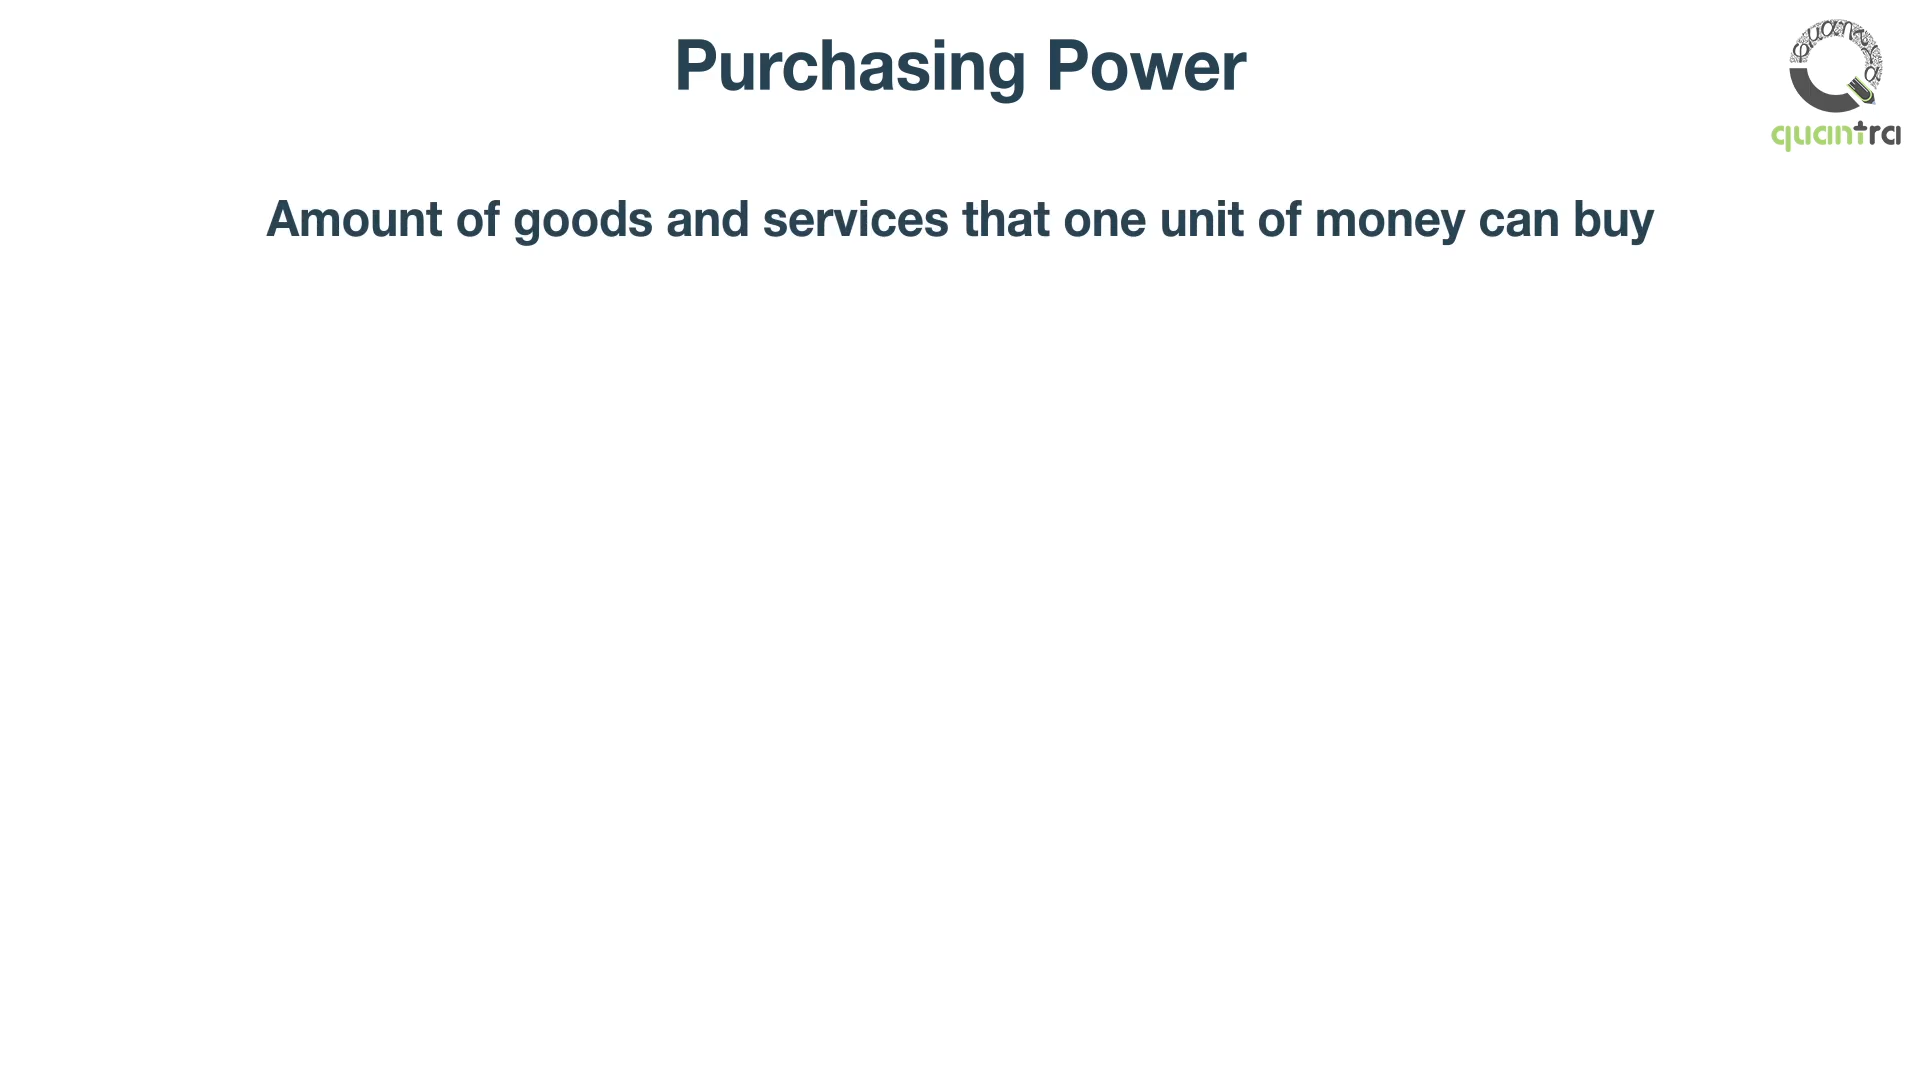 Purchasing Power
quantra
Amount of goods and services that one unit of money can buy